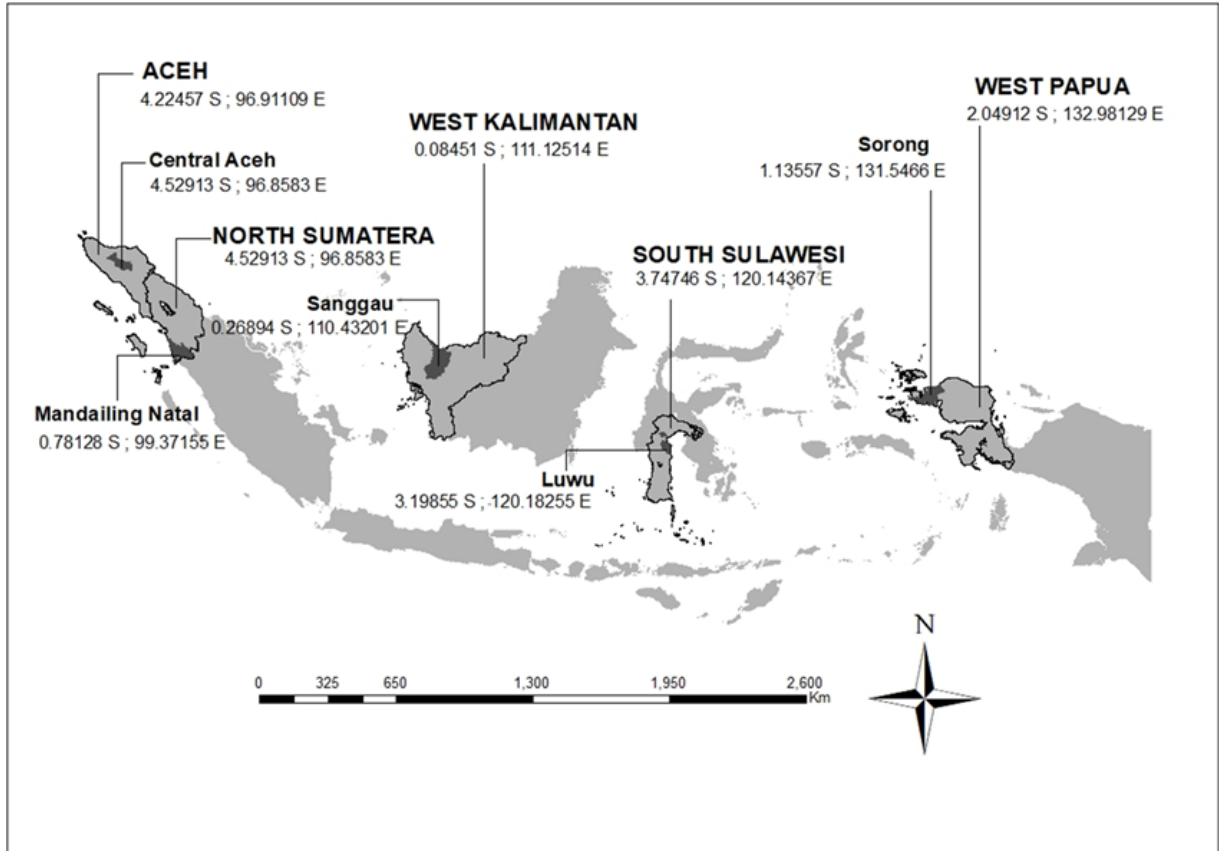 ACEH
4.22457 S ; 96.91109 E
Central Aceh
4.52913 S ; 96.8583 E
NORTH SUMATERA
4.52913 S ; 96.8583 E
Mandailing Natal
0.78128 S ; 99.37155 E
WEST KALIMANTAN
0.08451 S ; 111.12514 E
Sanggau
0.26894 S ; 110.43201 E
SOUTH SULAWESI
3.74746 S ; 120.14367 E
Luwu
3.19855 S ; 120.18255 E
WEST PAPUA
2.04912 S ; 132.98129 E
Sorong
1.13557 S ; 131.5466 E
N
0 325 650 1,300 1,950 2,600
Km